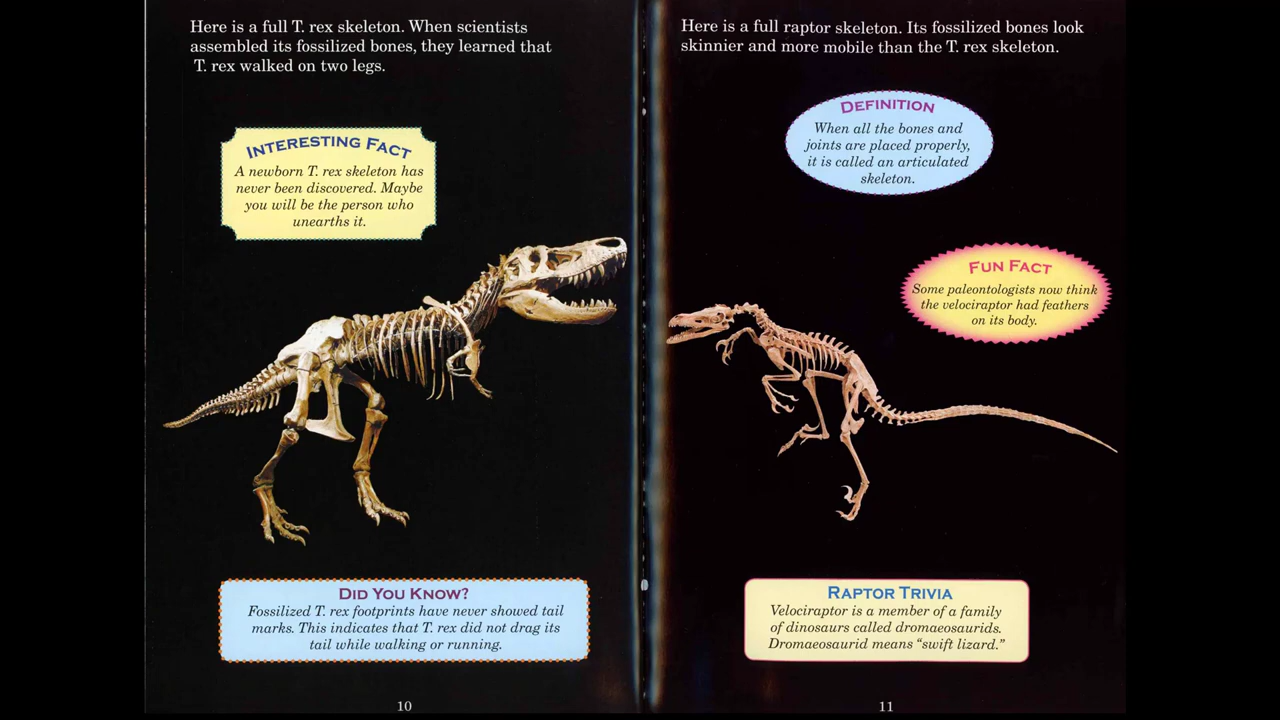 Here is a full T. rex skeleton. When scientists
assembled its fossilized bones, they learned that
T. rex walked on two legs.
INTERESTING FACT
A newborn T. rex skeleton has
never been discovered. Maybe
you will be the person who
unearths it.
DID YOU KNOW?
Fossilized T. rex footprints have never showed tail
marks. This indicates that T. rex did not drag its
tail while walking or running.
10
Here is a full raptor skeleton. Its fossilized bones look
skinnier and more mobile than the T. rex skeleton.
DEFINITION
When all the bones and
joints are placed properly,
it is called an articulated
skeleton.
FUN FACT
Some paleontologists now think
the velociraptor had feathers
on its body.
RAPTOR TRIVIA
Velociraptor is a member of a family
of dinosaurs called dromaeosaurids.
Dromaeosaurid means “swift lizard.”
11